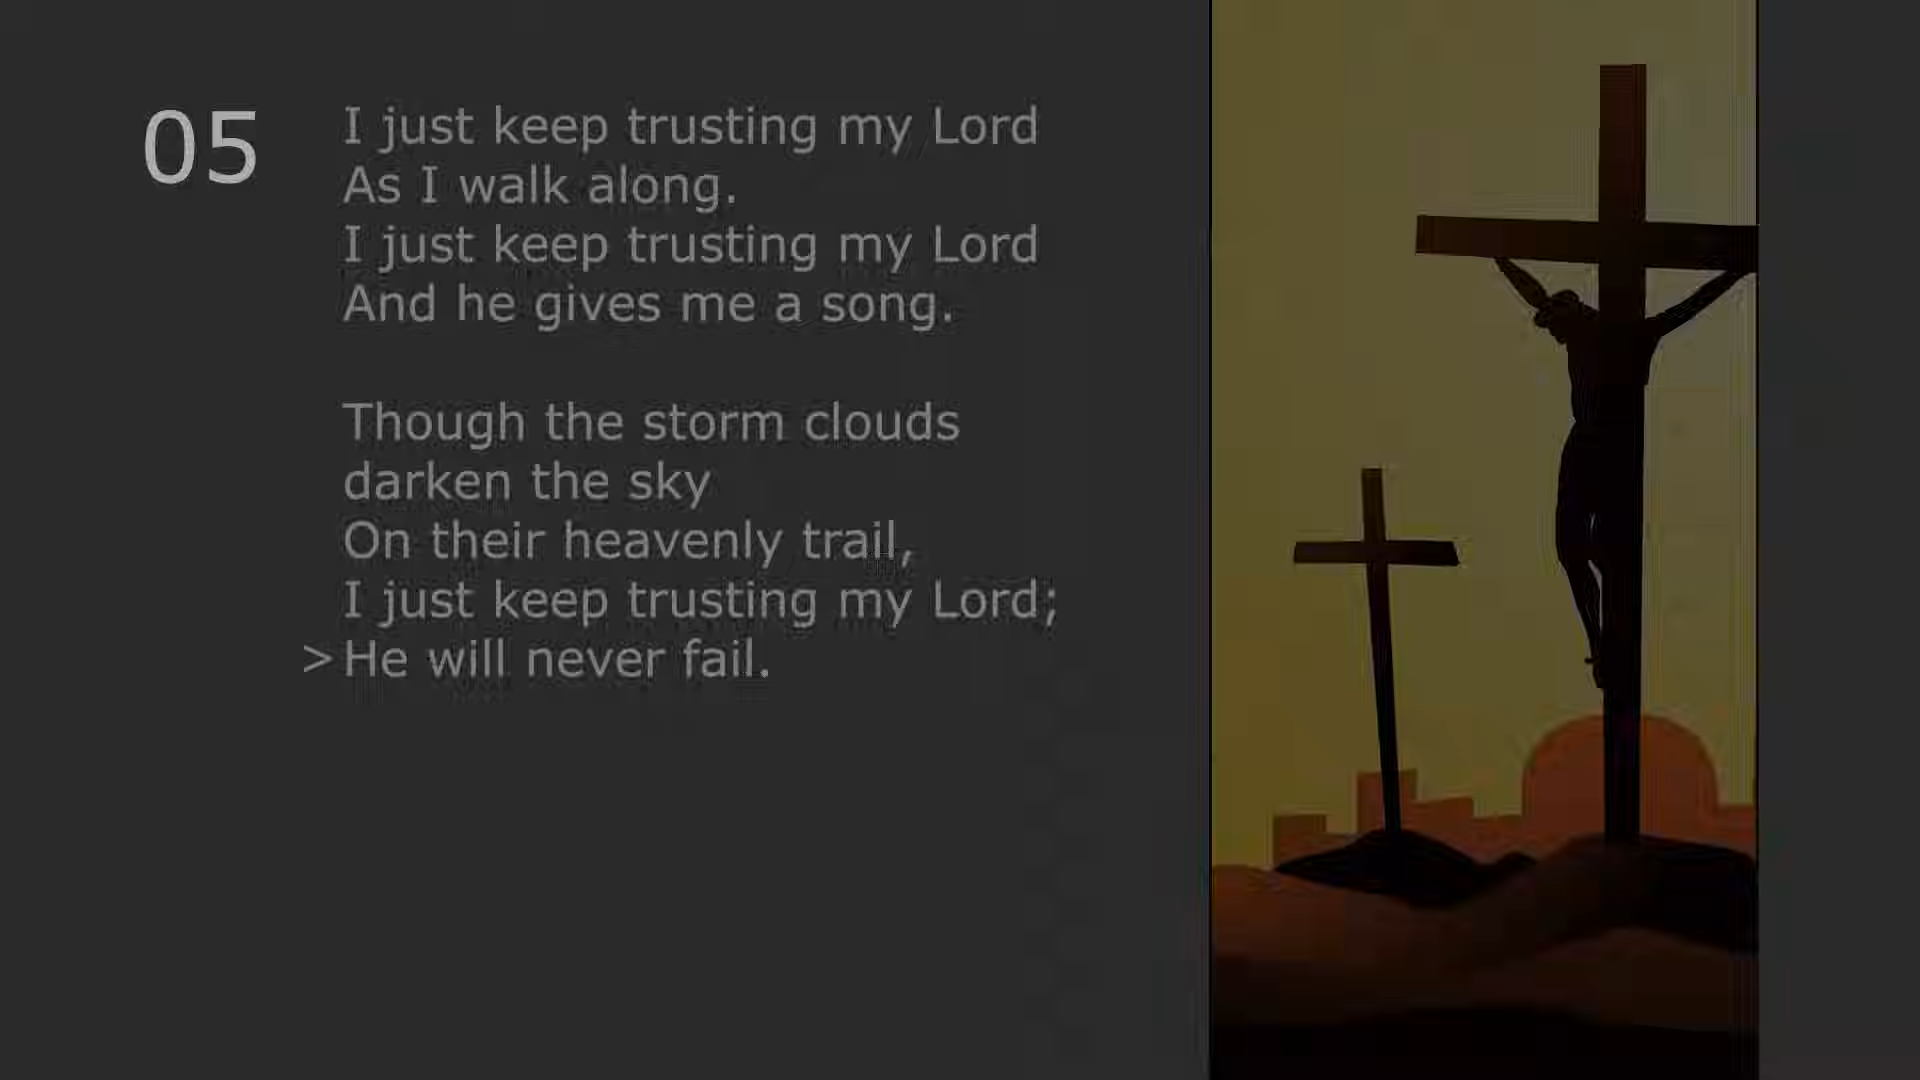 05
I just keep trusting my Lord
As I walk along.
I just keep trusting my Lord
And he gives me a song.
Though the storm clouds
darken the sky
On their heavenly trail,
I just keep trusting my Lord;
>He will never fail.